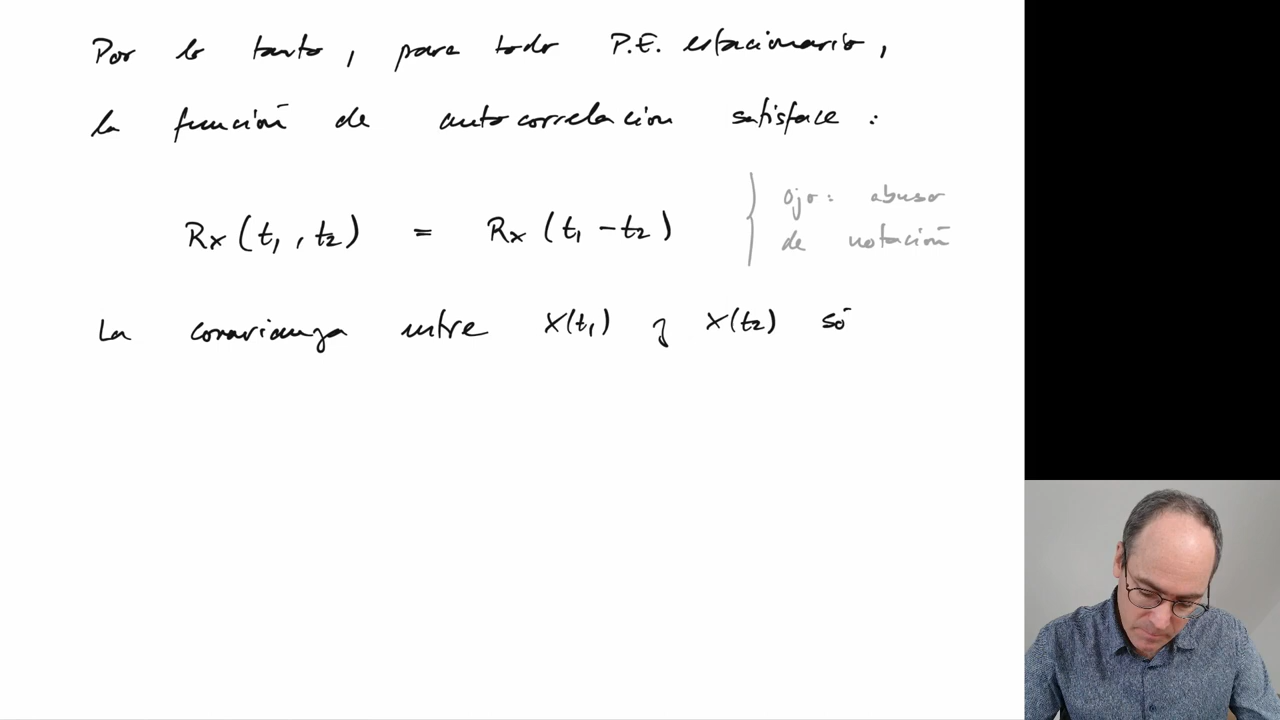 Por lo tanto, para todo P.E. estacionario,
la función de autocorrelación satisface:
Rx(t1, t2) = Rx(t1 - t2)
Ojo: abuso
de notación
La covarianza entre X(t1) y X(t2) só